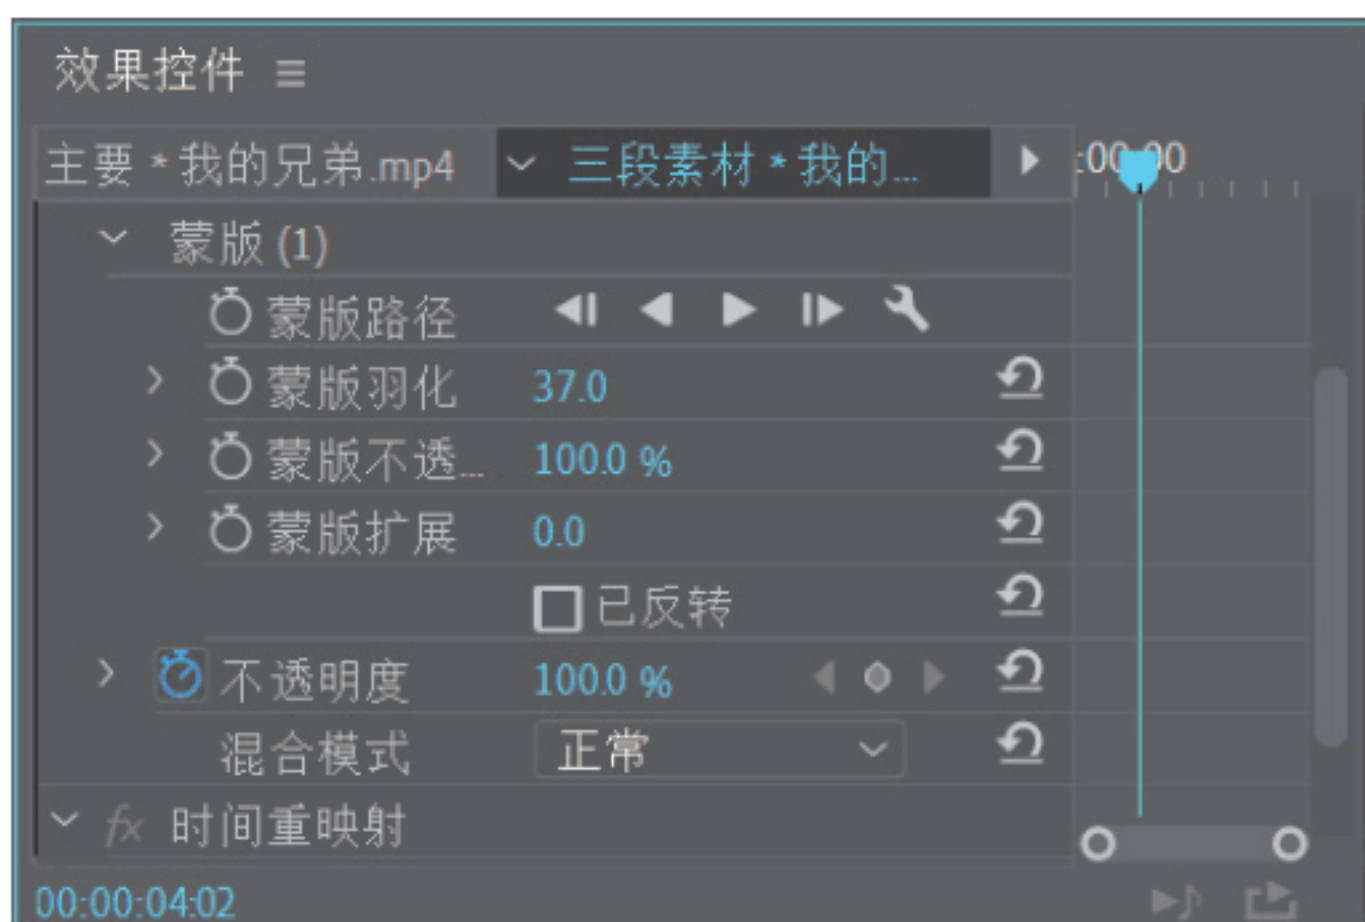 效果控件
主要 * 我的兄弟.mp4 三段素材 * 我的... :00:00
蒙版 (1)
蒙版路径
蒙版羽化 37.0
蒙版不透... 100.0 %
蒙版扩展 0.0
已反转
不透明度 100.0 %
混合模式 正常
fx 时间重映射
00:00:04:02